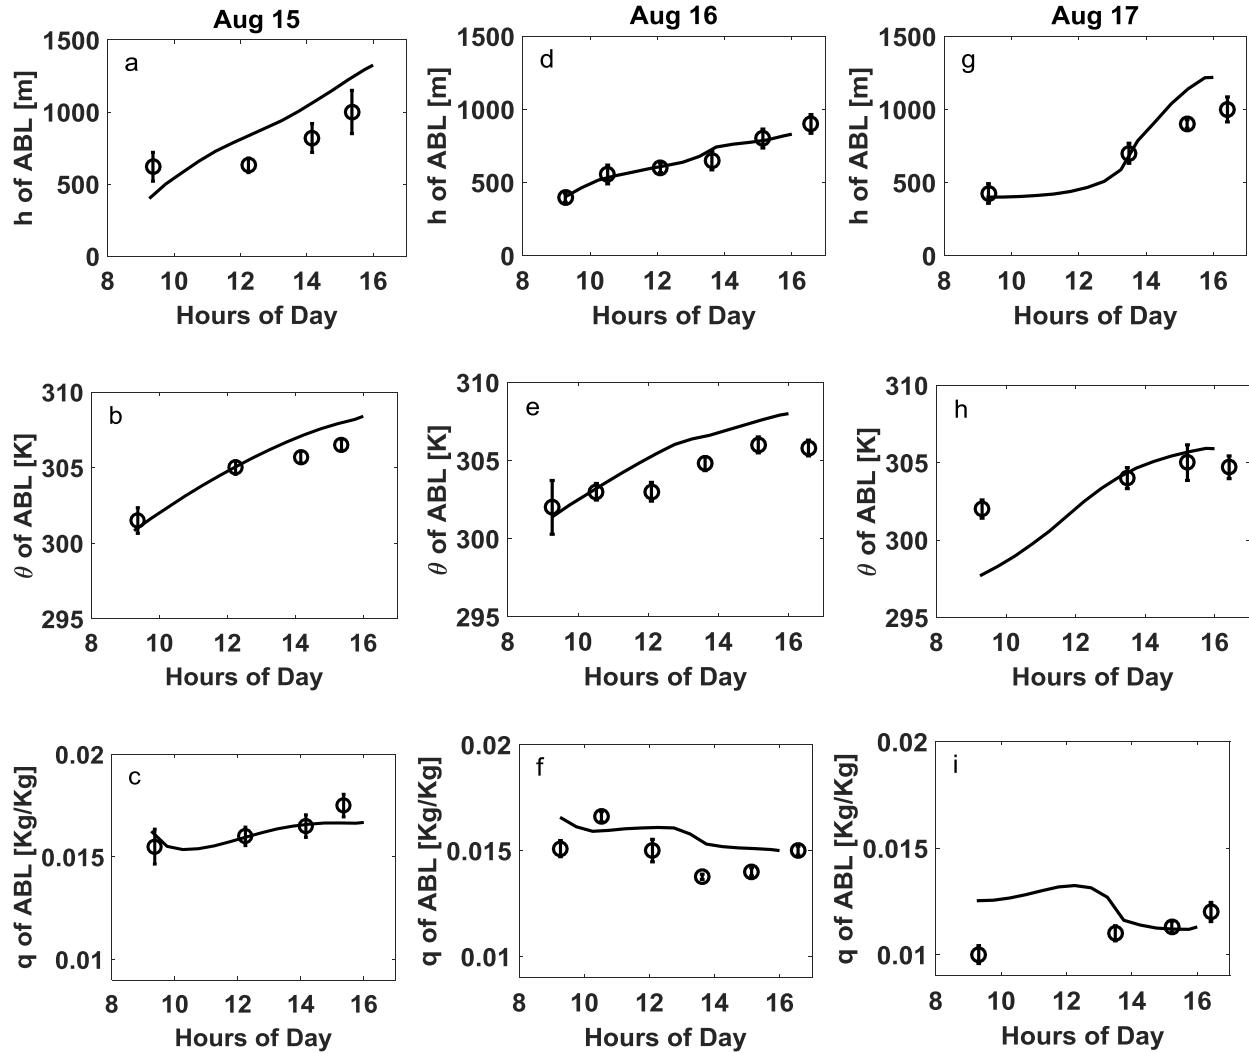 Aug 15
Aug 16
Aug 17
a
h of ABL [m]
1500
1000
500
0
8 10 12 14 16
Hours of Day
d
h of ABL [m]
1500
1000
500
0
8 10 12 14 16
Hours of Day
g
h of ABL [m]
1500
1000
500
0
8 10 12 14 16
Hours of Day
b
θ of ABL [K]
310
305
300
295
8 10 12 14 16
Hours of Day
e
θ of ABL [K]
310
305
300
295
8 10 12 14 16
Hours of Day
h
θ of ABL [K]
310
305
300
295
8 10 12 14 16
Hours of Day
c
q of ABL [Kg/Kg]
0.02
0.015
0.01
8 10 12 14 16
Hours of Day
f
q of ABL [Kg/Kg]
0.02
0.015
0.01
8 10 12 14 16
Hours of Day
i
q of ABL [Kg/Kg]
0.02
0.015
0.01
8 10 12 14 16
Hours of Day